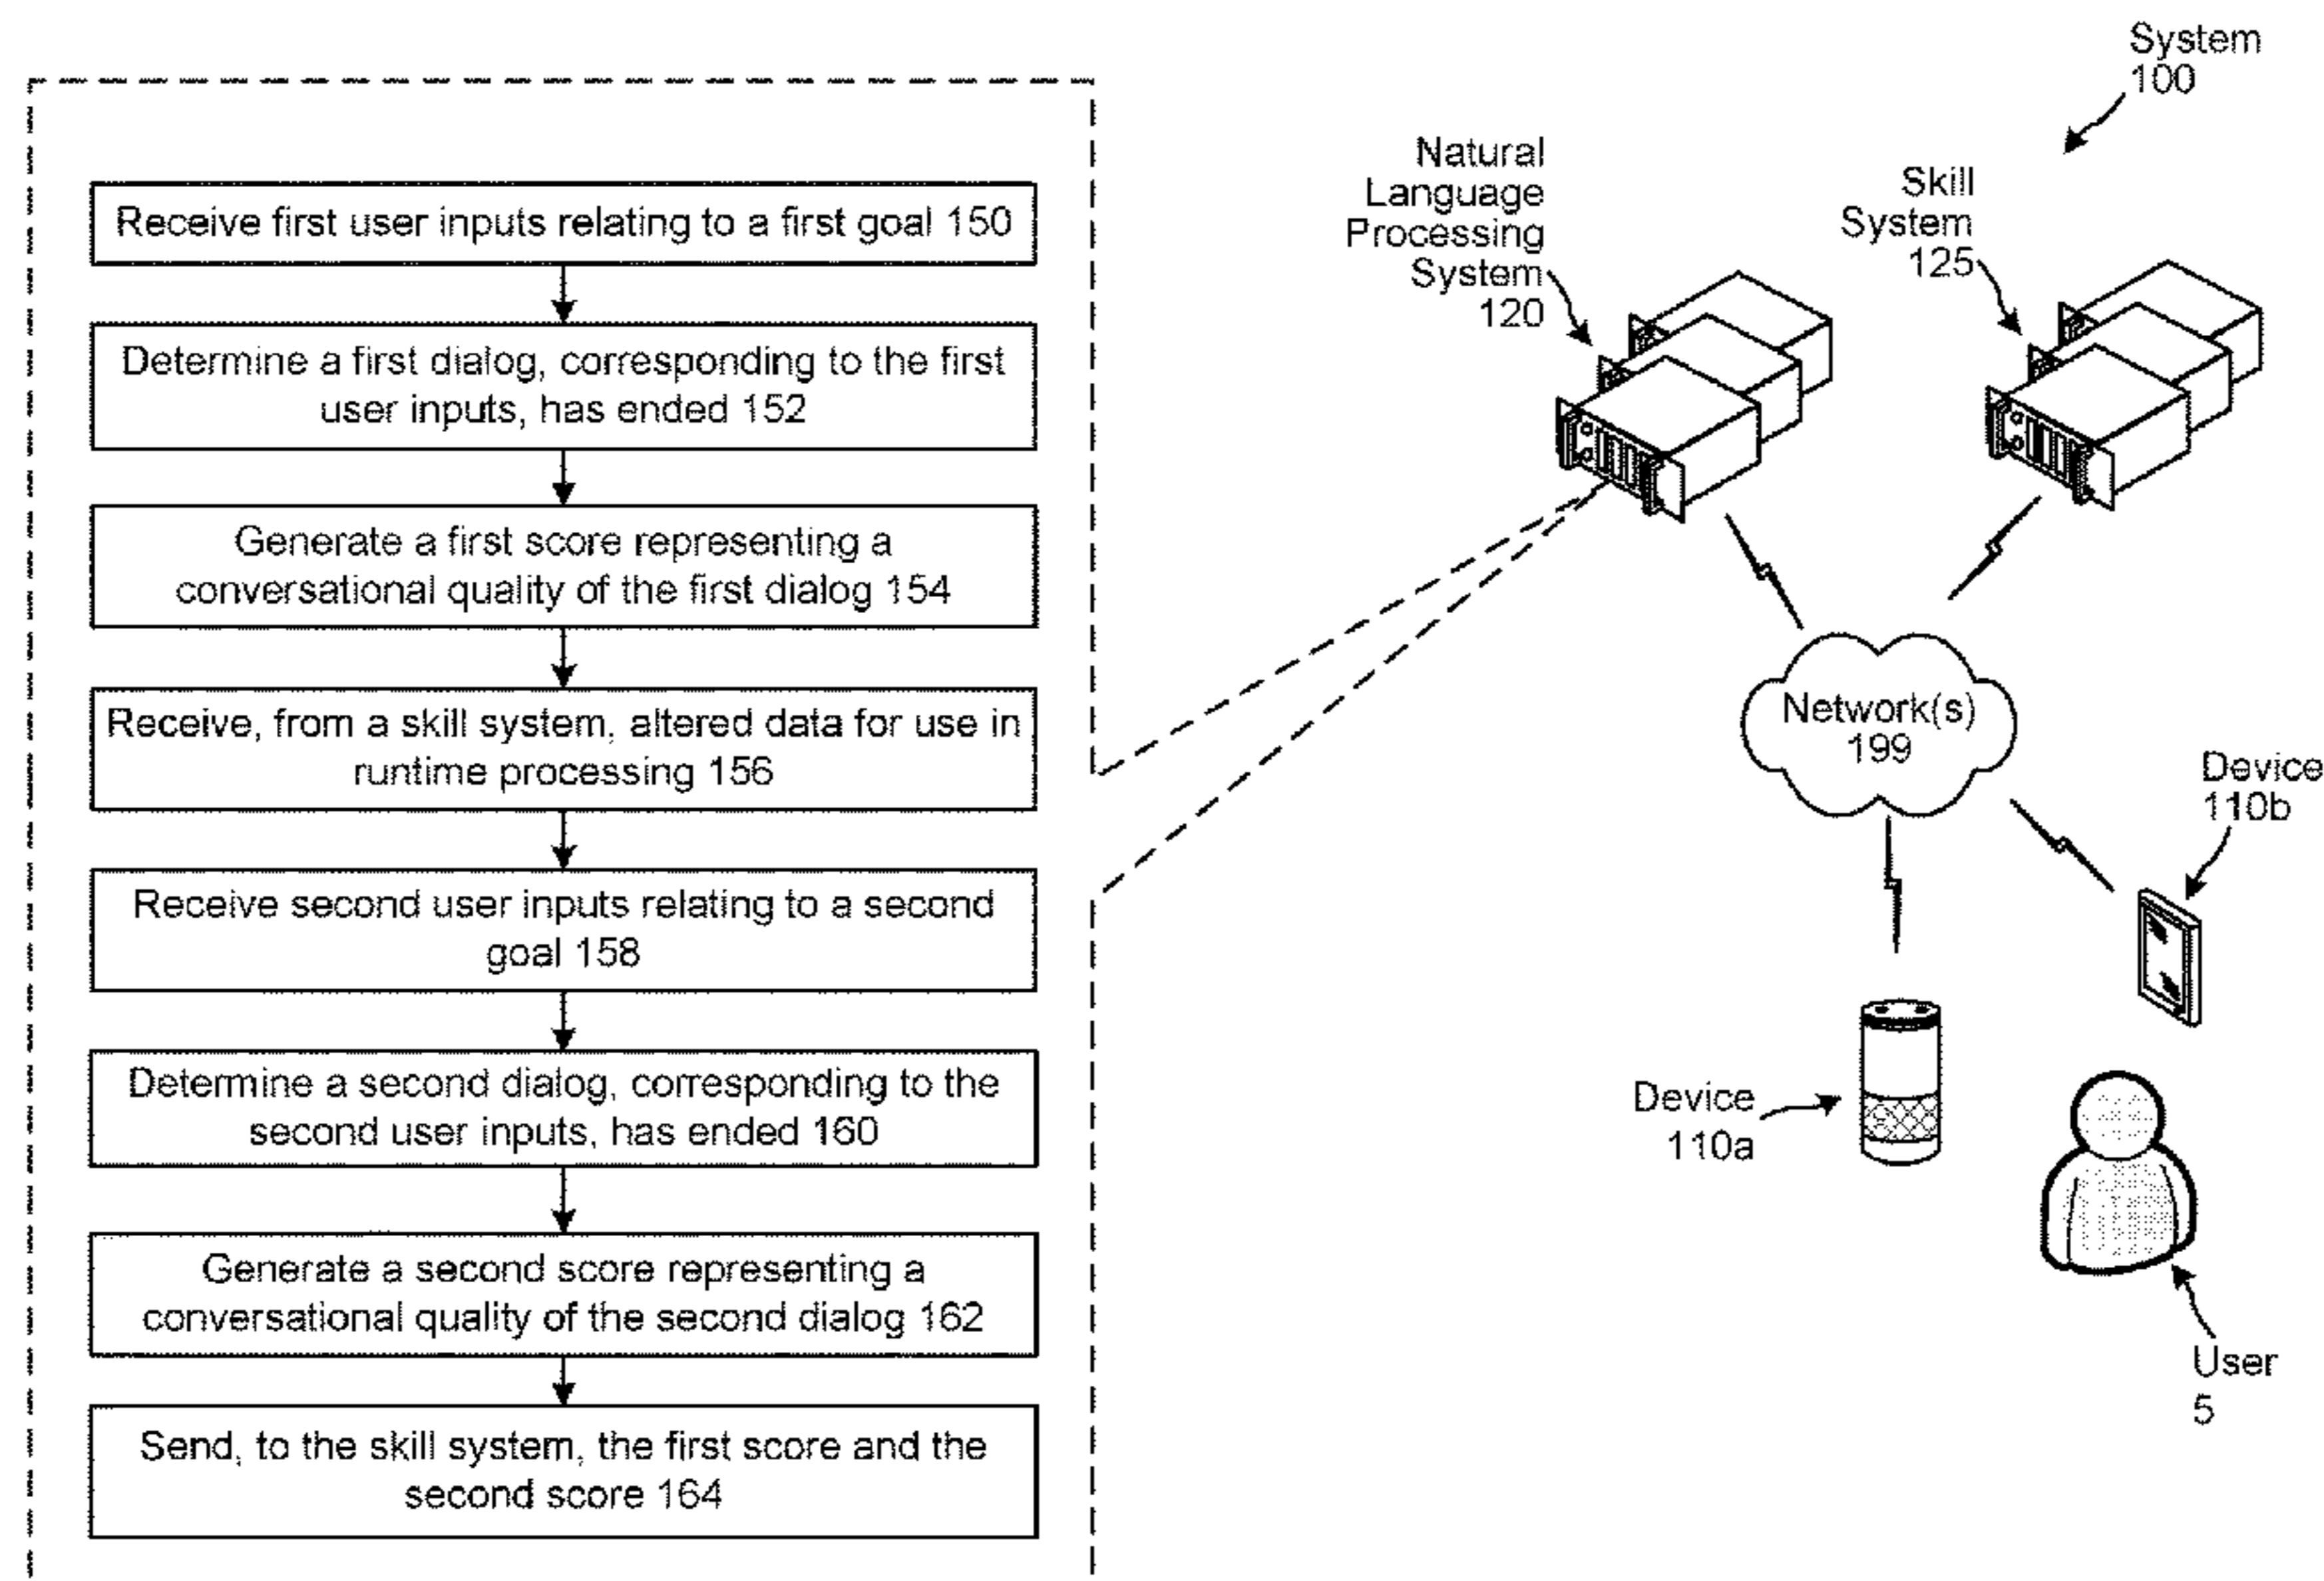 Receive first user inputs relating to a first goal 150
Determine a first dialog, corresponding to the first
user inputs, has ended 152
Generate a first score representing a
conversational quality of the first dialog 154
Receive, from a skill system, altered data for use in
runtime processing 156
Receive second user inputs relating to a second
goal 158
Determine a second dialog, corresponding to the
second user inputs, has ended 160
Generate a second score representing a
conversational quality of the second dialog 162
Send, to the skill system, the first score and the
second score 164
System
100
Natural
Language
Processing
System
120
Skill
System
125
Network(s)
199
Device
110b
Device
110a
User
5